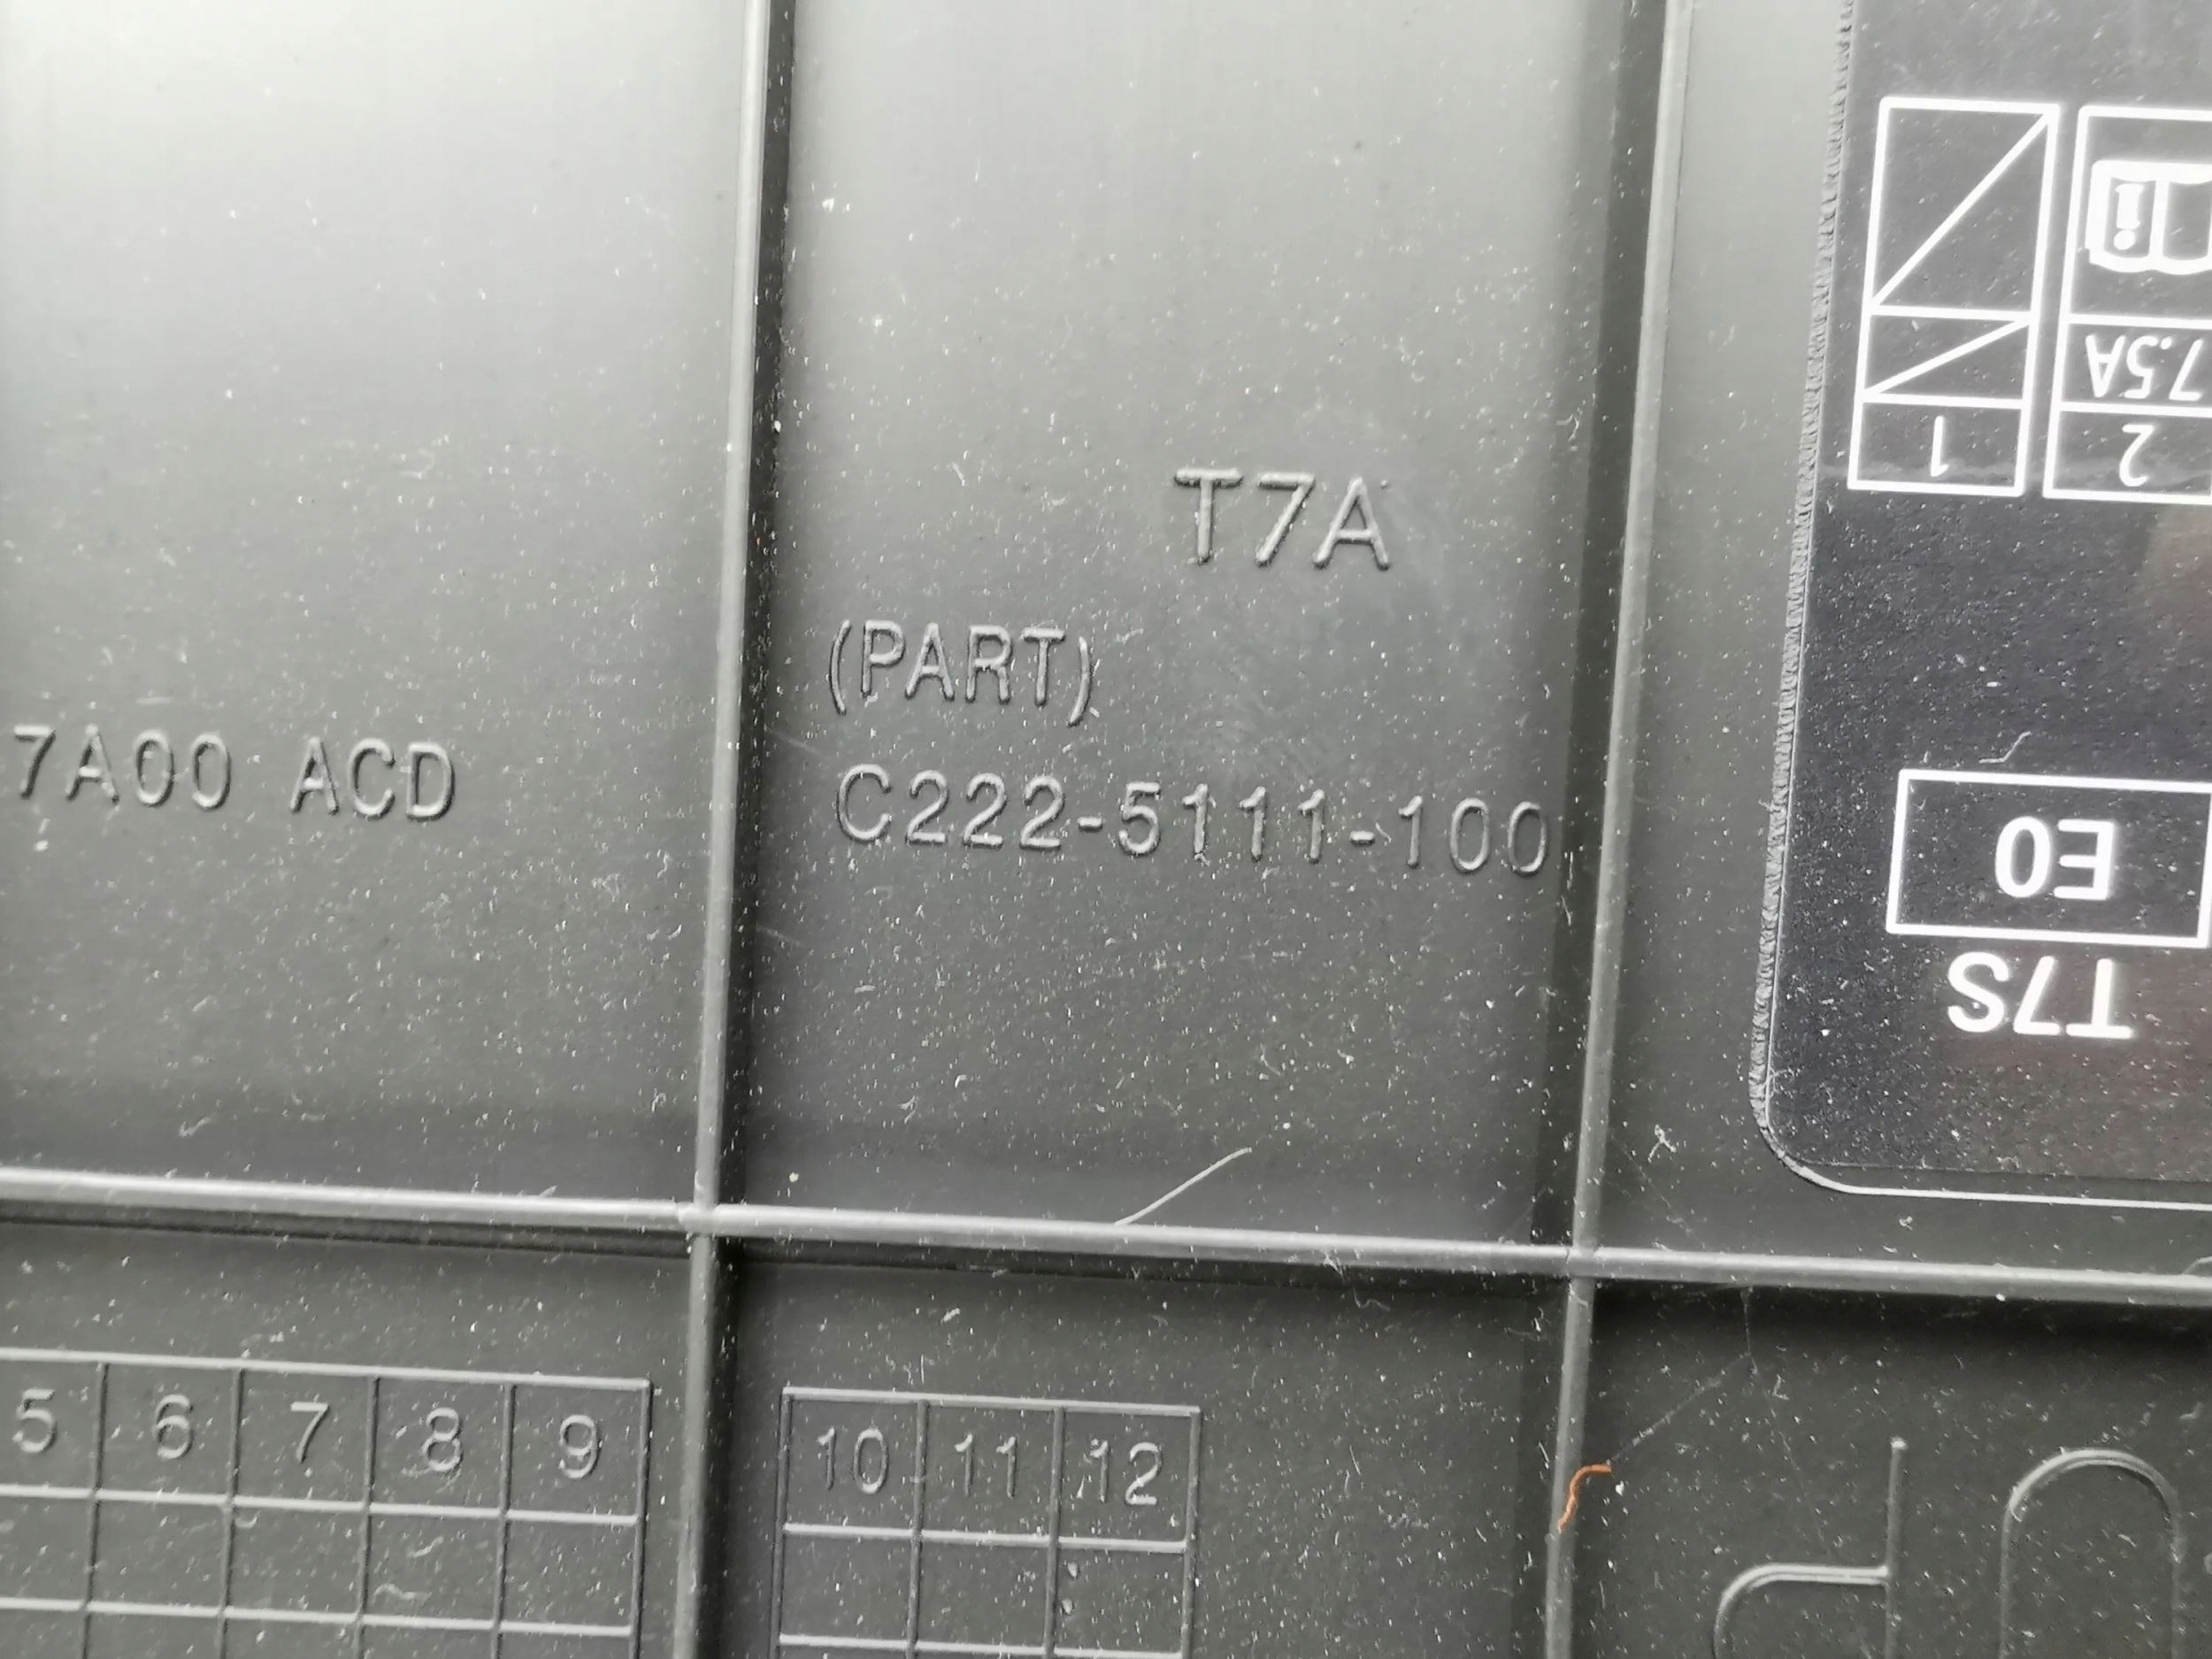 T7A
(PART)
7A00 ACD
C222-5111-100
1
2
7.5A
i
E0
T7S
5 6 7 8 9
10 11 12